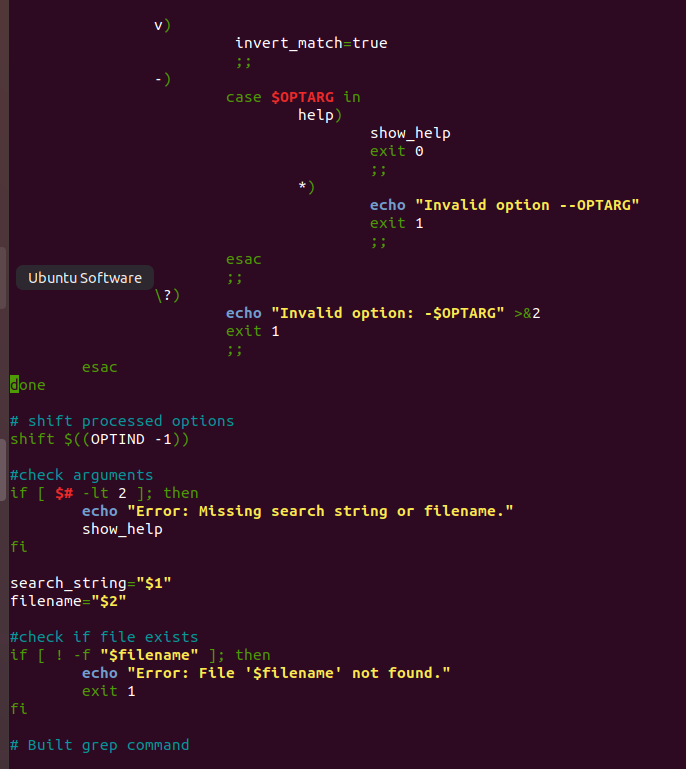 v)
invert_match=true
;;
-)
case $OPTARG in
help)
show_help
exit 0
;;
*)
echo "Invalid option --OPTARG"
exit 1
;;
esac
;;
Ubuntu Software
\?)
echo "Invalid option: -$OPTARG" >&2
exit 1
;;
esac
done
# shift processed options
shift $((OPTIND -1))
#check arguments
if [ $# -lt 2 ]; then
echo "Error: Missing search string or filename."
show_help
fi
search_string="$1"
filename="$2"
#check if file exists
if [ ! -f "$filename" ]; then
echo "Error: File '$filename' not found."
exit 1
fi
# Built grep command